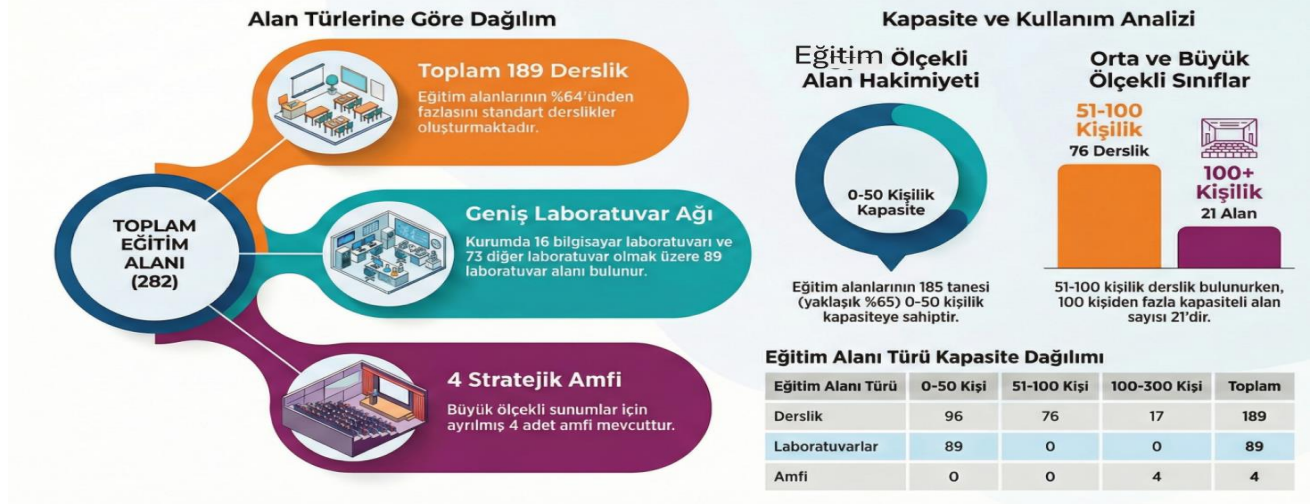 Alan Türlerine Göre Dağılım
Toplam 189 Derslik
Eğitim alanlarının %64'ünden
fazlasını standart derslikler
oluşturmaktadır.
TOPLAM
EĞİTİM
ALANI
(282)
Geniş Laboratuvar Ağı
Kurumda 16 bilgisayar laboratuvarı ve
73 diğer laboratuvar olmak üzere 89
laboratuvar alanı bulunur.
4 Stratejik Amfi
Büyük ölçekli sunumlar için
ayrılmış 4 adet amfi mevcuttur.
Kapasite ve Kullanım Analizi
Eğitim Ölçekli
Alan Hakimiyeti
0-50 Kişilik
Kapasite
Eğitim alanlarının 185 tanesi
(yaklaşık %65) 0-50 kişilik
kapasiteye sahiptir.
Orta ve Büyük
Ölçekli Sınıflar
51-100
Kişilik
76 Derslik
100+
Kişilik
21 Alan
51-100 kişilik derslik bulunurken,
100 kişiden fazla kapasiteli alan
sayısı 21'dir.
Eğitim Alanı Türü Kapasite Dağılımı
Eğitim Alanı Türü 0-50 Kişi 51-100 Kişi 100-300 Kişi Toplam
Derslik 96 76 17 189
Laboratuvarlar 89 0 0 89
Amfi 0 0 4 4